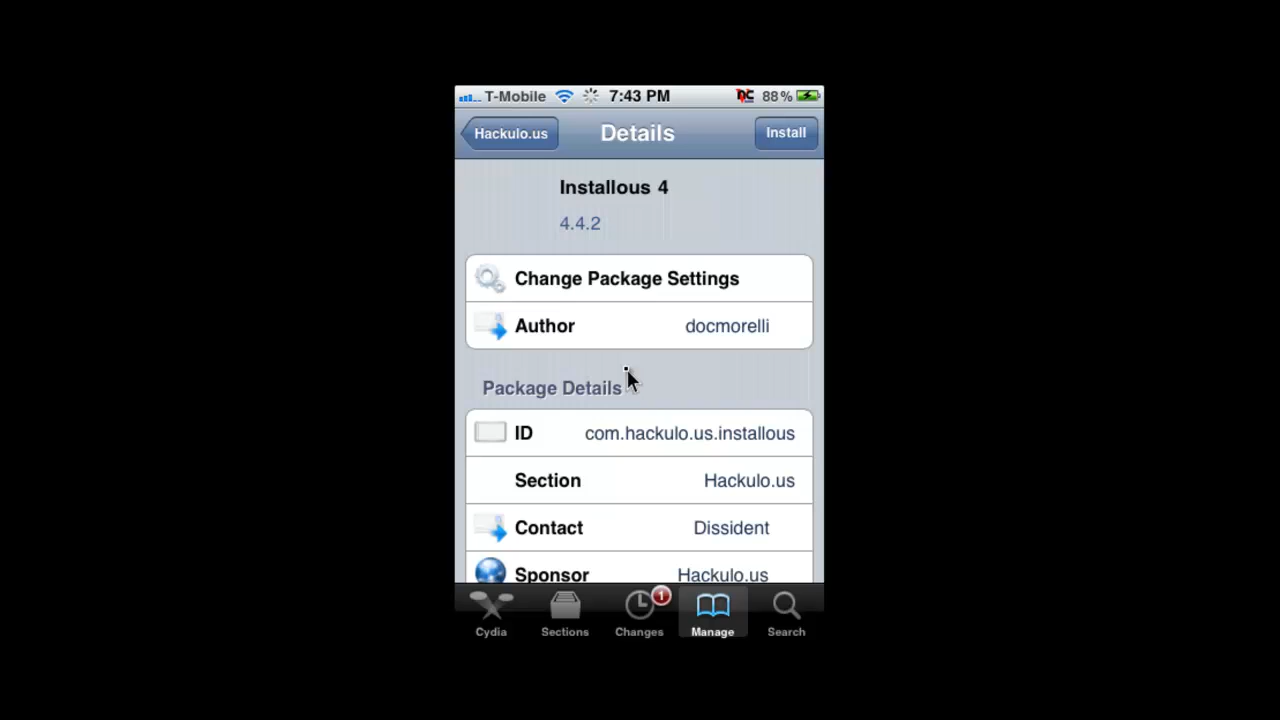 T-Mobile 7:43 PM DC 88%
Hackulo.us Details Install
Installous 4
4.4.2
Change Package Settings
Author docmorelli
Package Details
ID com.hackulo.us.installous
Section Hackulo.us
Contact Dissident
Sponsor Hackulo.us
1
Cydia Sections Changes Manage Search